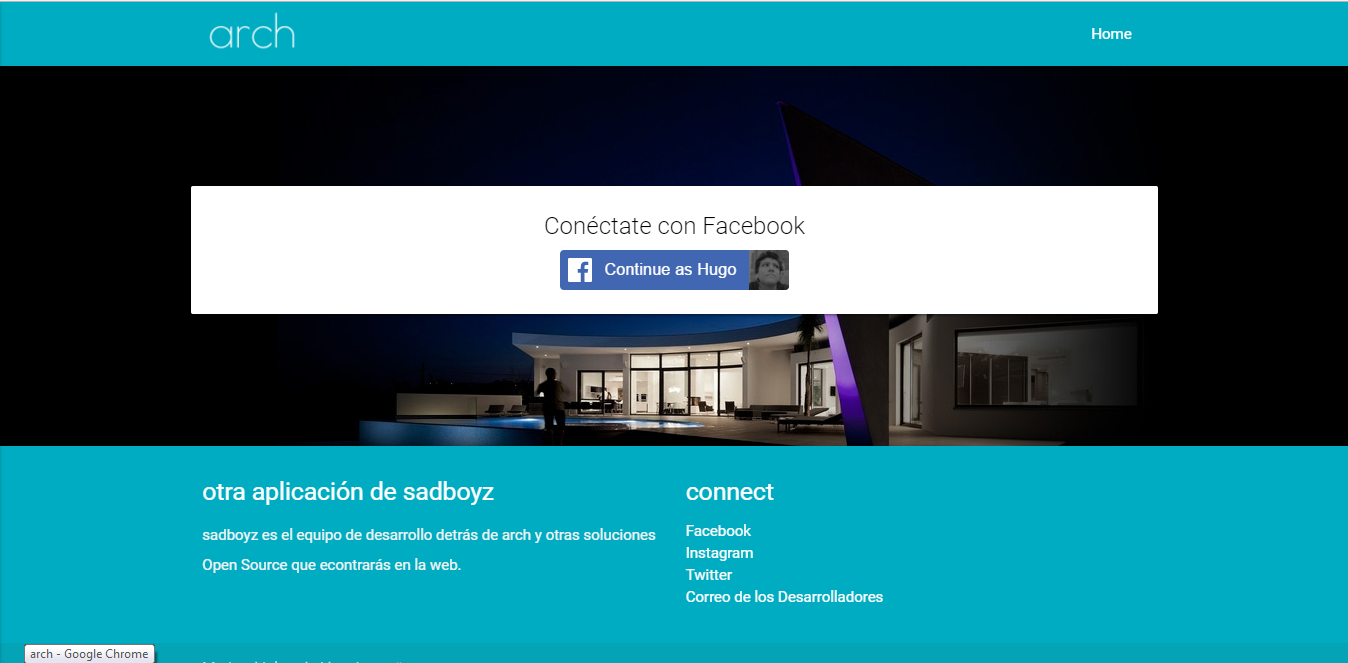 arch
Home
Conéctate con Facebook
Continue as Hugo
otra aplicación de sadboyz
sadboyz es el equipo de desarrollo detrás de arch y otras soluciones
Open Source que econtrarás en la web.
connect
Facebook
Instagram
Twitter
Correo de los Desarrolladores
arch - Google Chrome